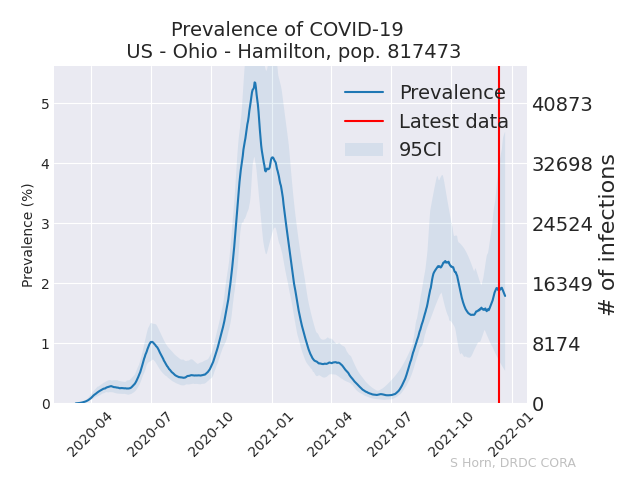 Prevalence of COVID-19
US - Ohio - Hamilton, pop. 817473
Prevalence (%)
5
4
3
2
1
0
Prevalence
Latest data
95CI
40873
32698
24524
16349
8174
0
# of infections
2020-04
2020-07
2020-10
2021-01
2021-04
2021-07
2021-10
2022-01
S Horn, DRDC CORA